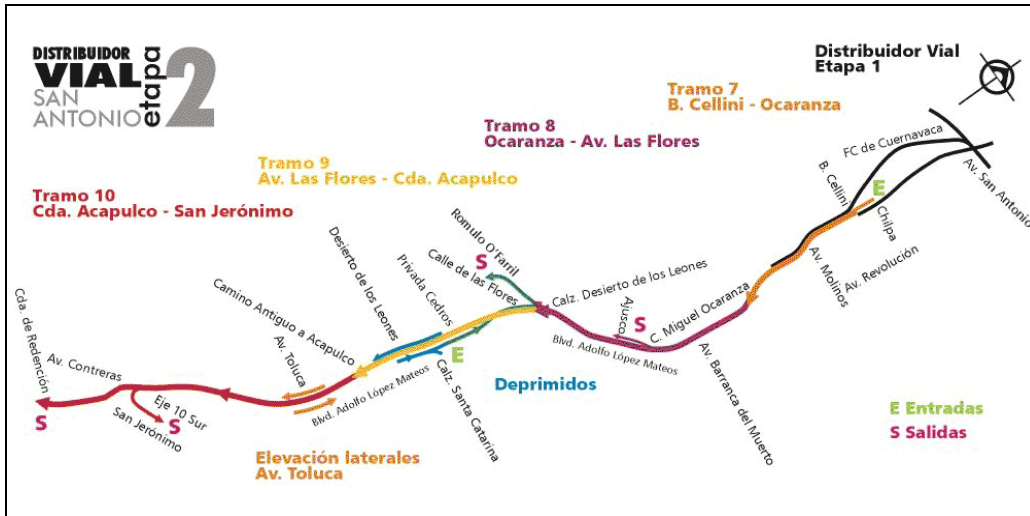 DISTRIBUIDOR
VIAL
SAN
ANTONIO
etapa
2
Distribuidor Vial
Etapa 1
Tramo 7
B. Cellini - Ocaranza
Tramo 8
Ocaranza - Av. Las Flores
Tramo 9
Av. Las Flores - Cda. Acapulco
Tramo 10
Cda. Acapulco - San Jerónimo
FC de Cuernavaca
Av. San Antonio
B. Cellini
E
Chilpa
Av. Molinos
Av. Revolución
Romulo O'Farril
S
Calle de las Flores
Calz. Desierto de los Leones
Desierto de los Leones
Privada Cedros
Camino Antiguo a Acapulco
Ajusco
S
C. Miguel Ocaranza
Blvd. Adolfo López Mateos
Av. Barranca del Muerto
E
Calz. Santa Catarina
Deprimidos
Cda. de Redención
Av. Contreras
Av. Toluca
Blvd. Adolfo López Mateos
S
San Jerónimo
Eje 10 Sur
S
Elevación laterales
Av. Toluca
E Entradas
S Salidas